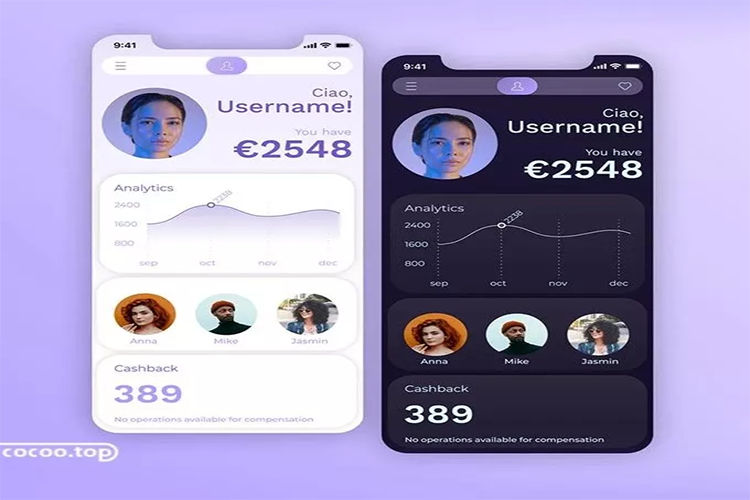 9:41
Ciao,
Username!
You have
€2548
Analytics
2400
1600
800
2238
sep oct nov dec
Anna Mike Jasmin
Cashback
389
No operations available for compensation
9:41
Ciao,
Username!
You have
€2548
Analytics
2400
1600
800
2238
sep oct nov dec
Anna Mike Jasmin
Cashback
389
No operations available for compensation
cocoo.top